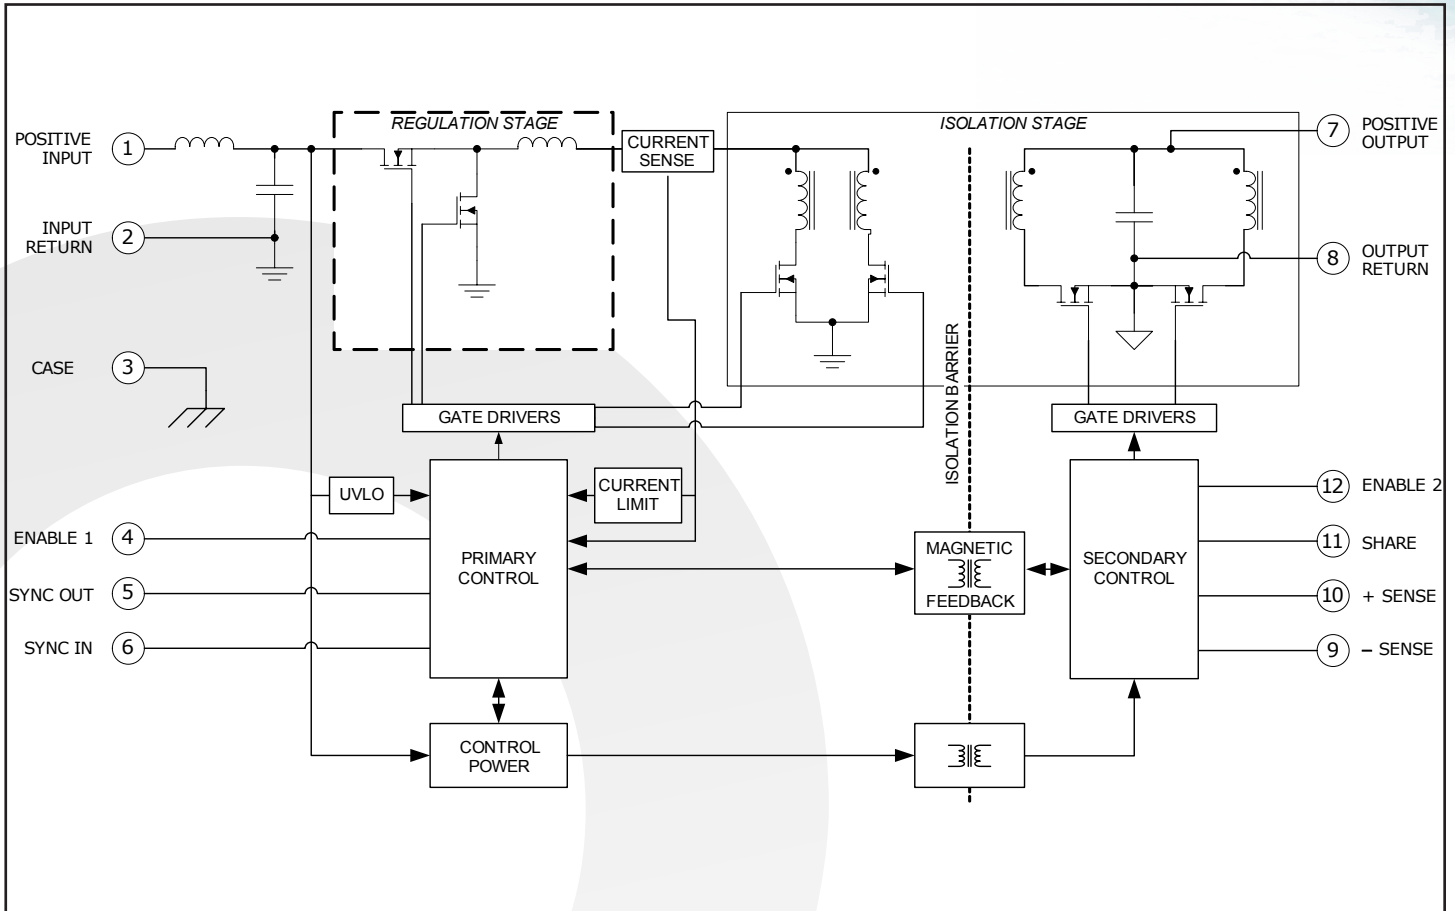 REGULATION STAGE
ISOLATION STAGE
POSITIVE
INPUT
1
CURRENT
SENSE
7
POSITIVE
OUTPUT
INPUT
RETURN
2
8
OUTPUT
RETURN
CASE
3
ISOLATION BARRIER
GATE DRIVERS
GATE DRIVERS
UVLO
CURRENT
LIMIT
12
ENABLE 2
ENABLE 1
4
PRIMARY
CONTROL
MAGNETIC
FEEDBACK
SECONDARY
CONTROL
11
SHARE
SYNC OUT
5
10
+ SENSE
SYNC IN
6
9
– SENSE
CONTROL
POWER